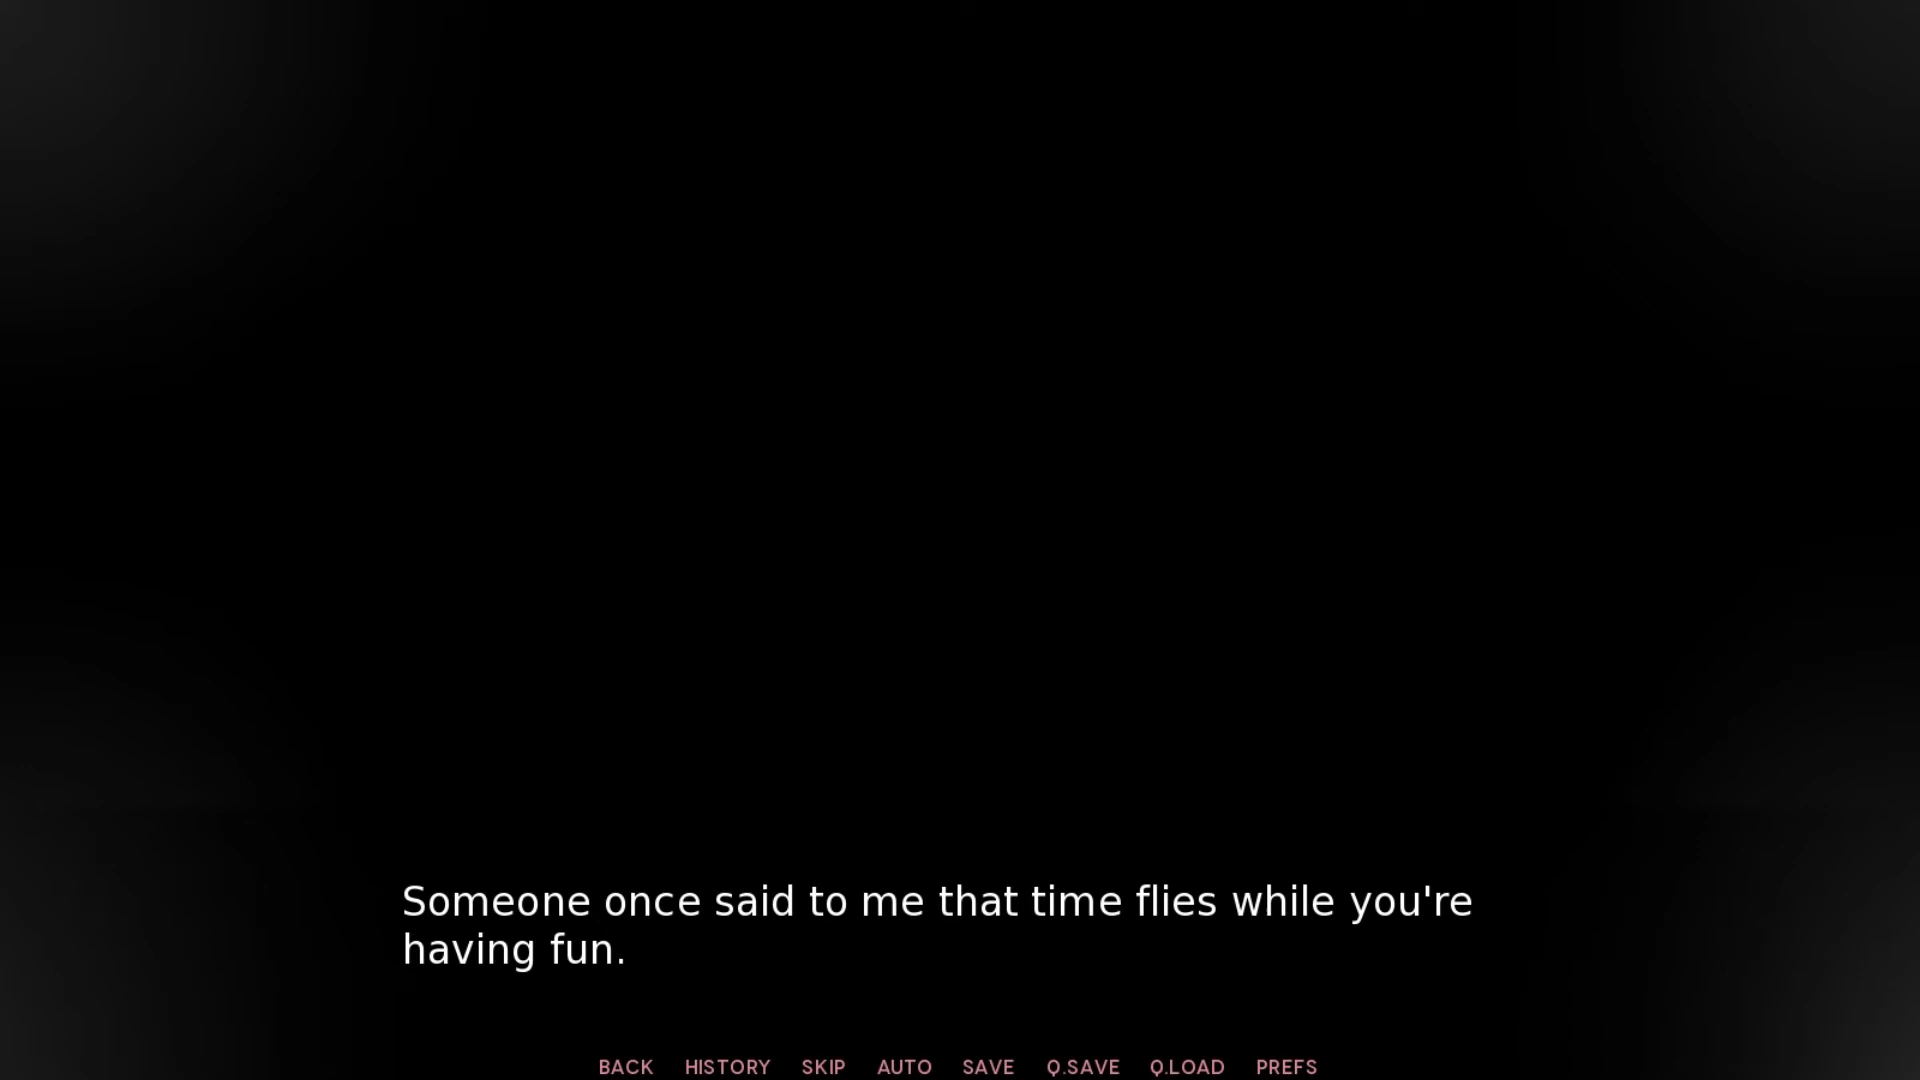 Someone once said to me that time flies while you're
having fun.
BACK HISTORY SKIP AUTO SAVE Q.SAVE Q.LOAD PREFS